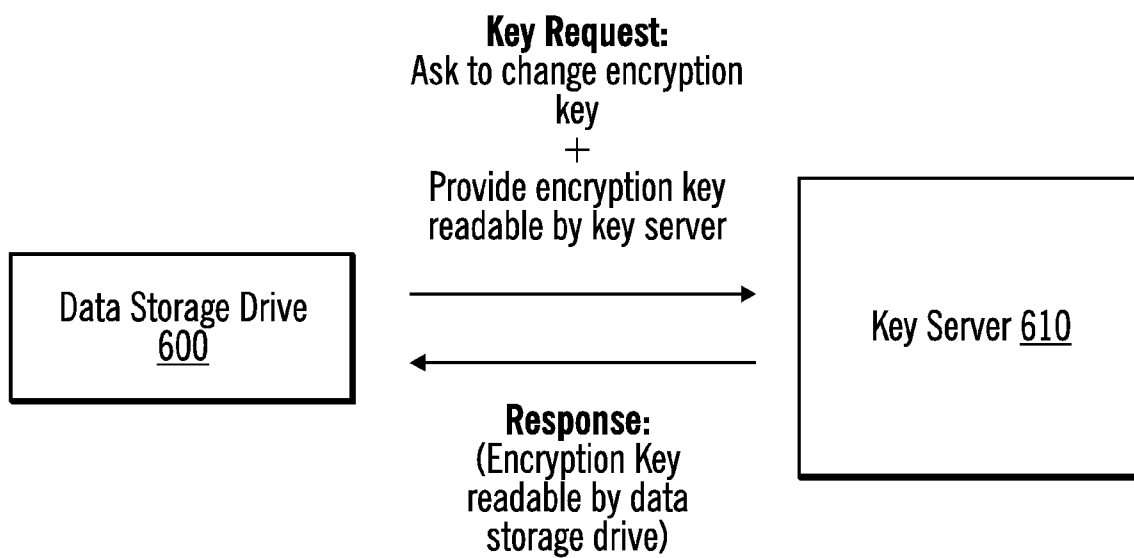 Key Request:
Ask to change encryption
key
+
Provide encryption key
readable by key server
Data Storage Drive
600
Key Server 610
Response:
(Encryption Key
readable by data
storage drive)